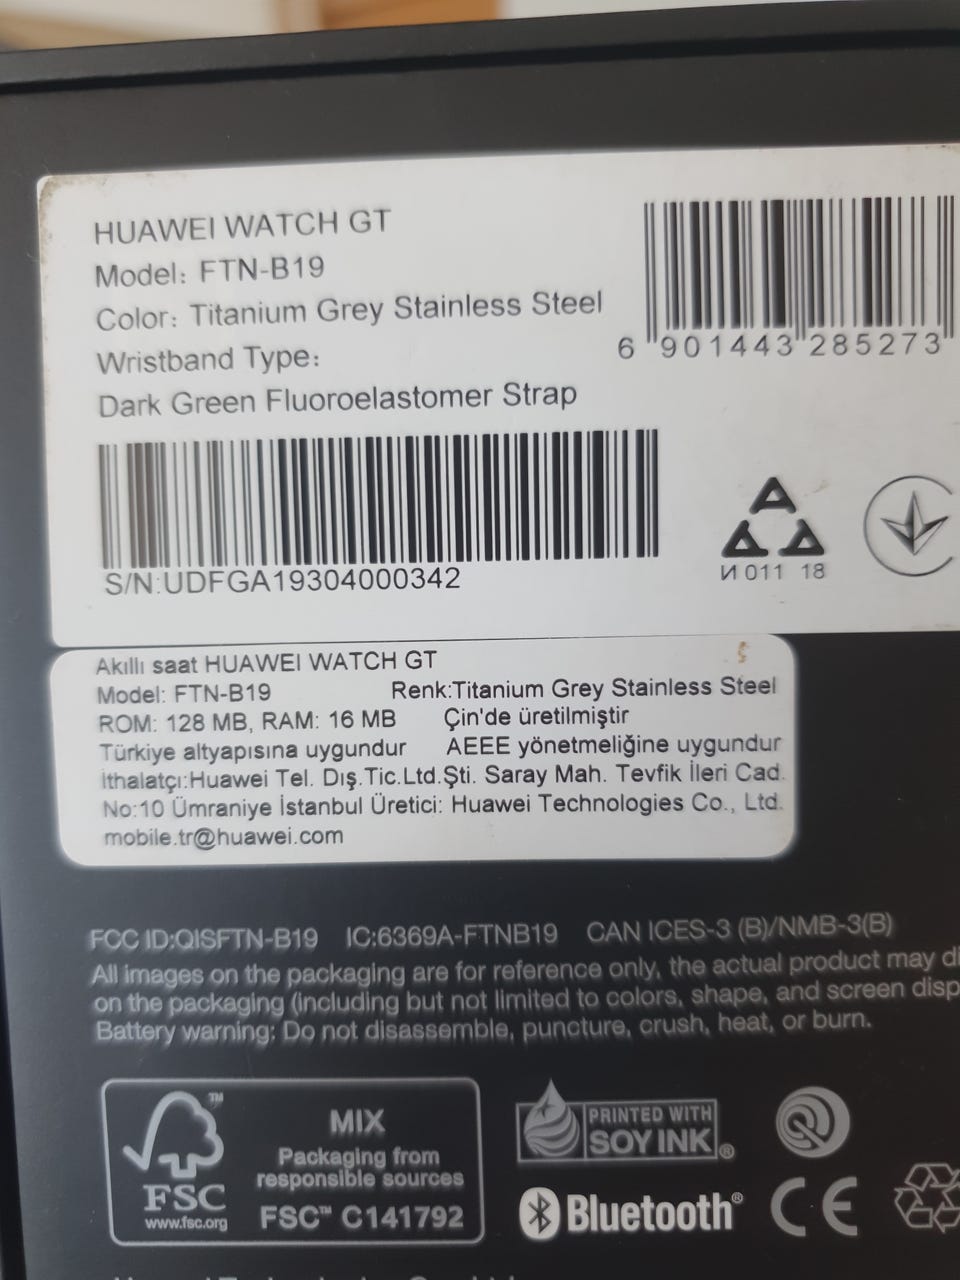 HUAWEI WATCH GT
Model: FTN-B19
Color: Titanium Grey Stainless Steel
Wristband Type:
Dark Green Fluoroelastomer Strap
6 901443 285273
S/N:UDFGA19304000342
И 011 18
Akıllı saat HUAWEI WATCH GT
Model: FTN-B19 Renk:Titanium Grey Stainless Steel
ROM: 128 MB, RAM: 16 MB Çin'de üretilmiştir
Türkiye altyapısına uygundur AEEE yönetmeliğine uygundur
İthalatçı:Huawei Tel. Dış.Tic.Ltd.Şti. Saray Mah. Tevfik İleri Cad.
No:10 Ümraniye İstanbul Üretici: Huawei Technologies Co., Ltd.
mobile.tr@huawei.com
FCC ID:QISFTN-B19 IC:6369A-FTNB19 CAN ICES-3 (B)/NMB-3(B)
All images on the packaging are for reference only, the actual product may di
on the packaging (including but not limited to colors, shape, and screen disp
Battery warning: Do not disassemble, puncture, crush, heat, or burn.
FSC
www.fsc.org
MIX
Packaging from
responsible sources
FSC™ C141792
PRINTED WITH
SOY INK®
Bluetooth®
CE